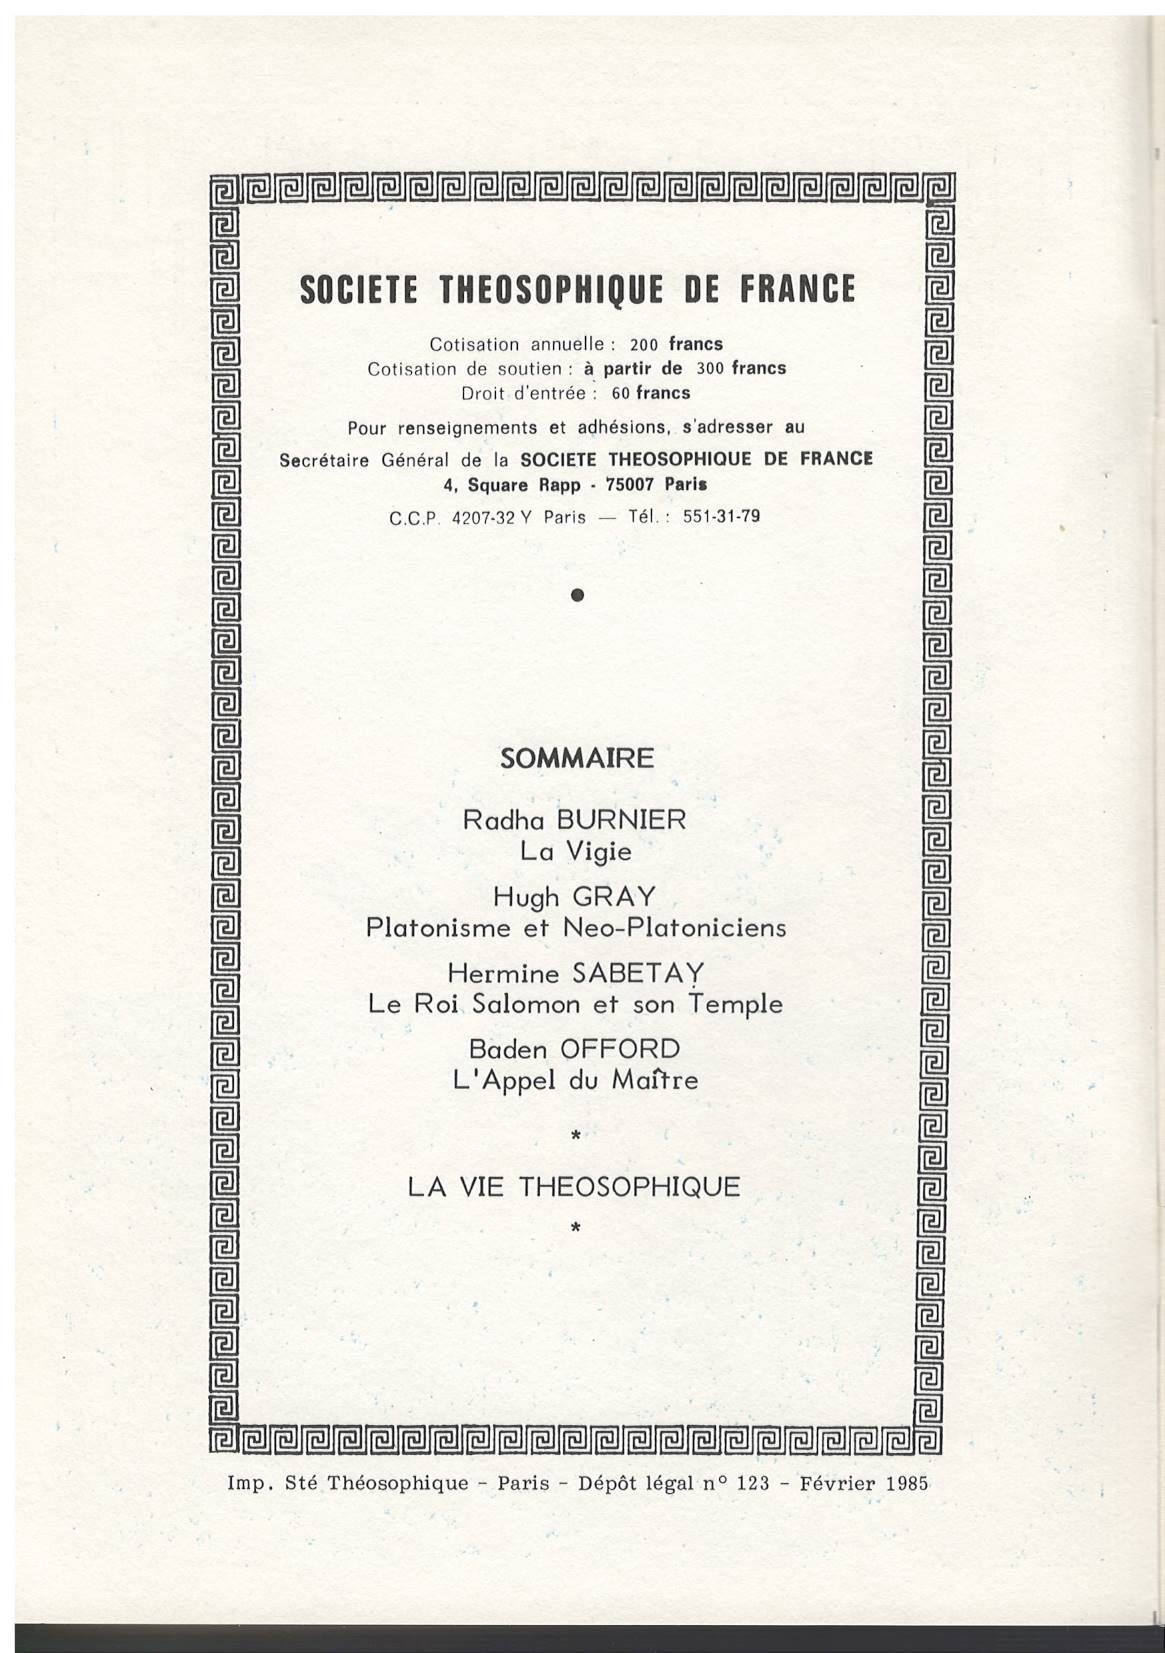 SOCIETE THEOSOPHIQUE DE FRANCE
Cotisation annuelle : 200 francs
Cotisation de soutien : à partir de 300 francs
Droit d'entrée : 60 francs
Pour renseignements et adhésions, s'adresser au
Secrétaire Général de la SOCIETE THEOSOPHIQUE DE FRANCE
4, Square Rapp - 75007 Paris
C.C.P. 4207-32 Y Paris — Tél. : 551-31-79
SOMMAIRE
Radha BURNIER
La Vigie
Hugh GRAY
Platonisme et Neo-Platoniciens
Hermine SABETAY
Le Roi Salomon et son Temple
Baden OFFORD
L'Appel du Maître
*
LA VIE THEOSOPHIQUE
*
Imp. Sté Théosophique - Paris - Dépôt légal n° 123 - Février 1985